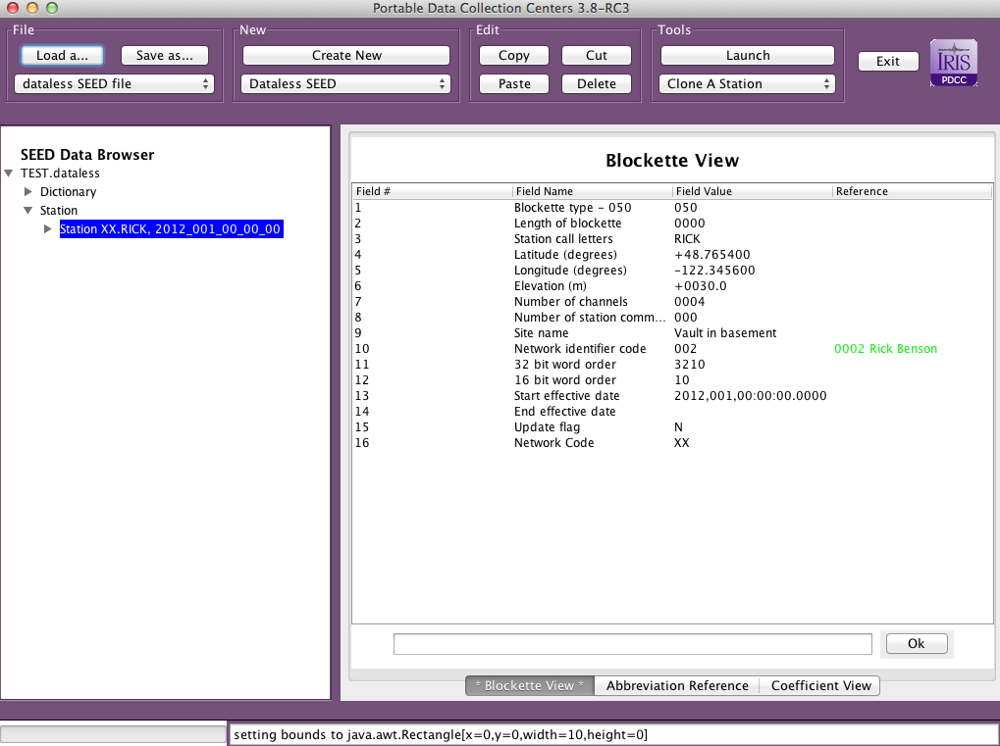 Portable Data Collection Centers 3.8-RC3
File New Edit Tools
Load a... Save as... Create New Copy Cut Launch Exit
dataless SEED file Dataless SEED Paste Delete Clone A Station
IRIS
PDCC
SEED Data Browser
TEST.dataless
Dictionary
Station
Station XX.RICK, 2012_001_00_00_00
Blockette View
Field # Field Name Field Value Reference
1 Blockette type - 050 050
2 Length of blockette 0000
3 Station call letters RICK
4 Latitude (degrees) +48.765400
5 Longitude (degrees) -122.345600
6 Elevation (m) +0030.0
7 Number of channels 0004
8 Number of station comm... 000
9 Site name Vault in basement
10 Network identifier code 002 0002 Rick Benson
11 32 bit word order 3210
12 16 bit word order 10
13 Start effective date 2012,001,00:00:00.0000
14 End effective date
15 Update flag N
16 Network Code XX
Ok
* Blockette View * Abbreviation Reference Coefficient View
setting bounds to java.awt.Rectangle[x=0,y=0,width=10,height=0]